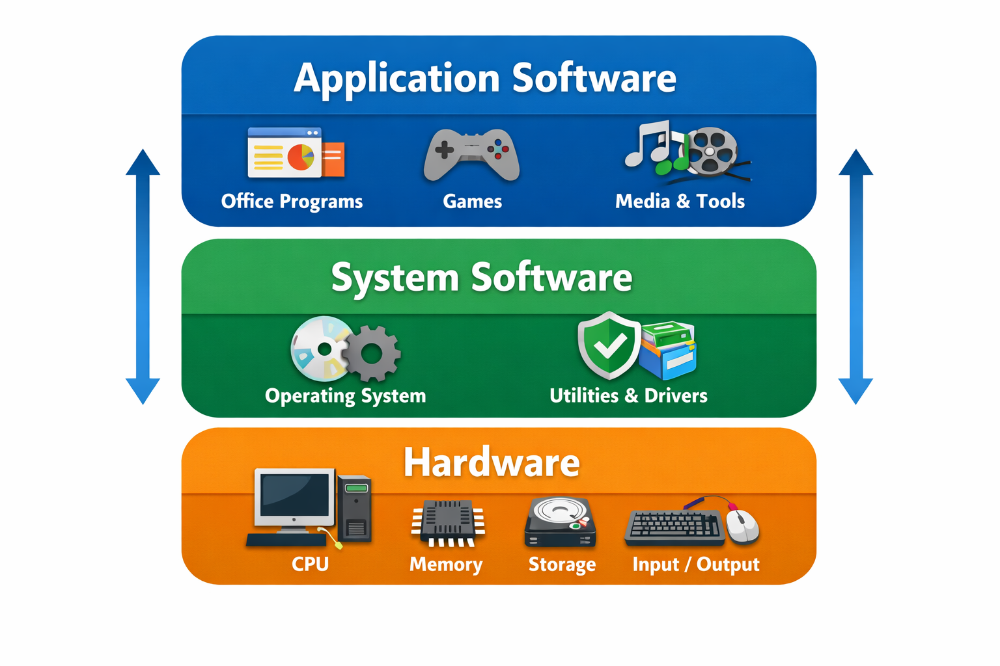 Application Software
Office Programs
Games
Media & Tools
System Software
Operating System
Utilities & Drivers
Hardware
CPU
Memory
Storage
Input / Output